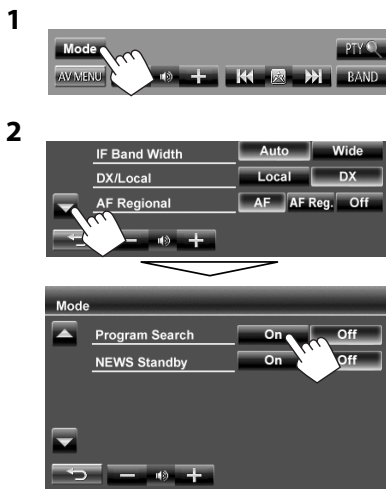 1
Mode
PTY
AV MENU
BAND
2
IF Band Width Auto Wide
DX/Local Local DX
AF Regional AF AF Reg. Off
Mode
Program Search On Off
NEWS Standby On Off